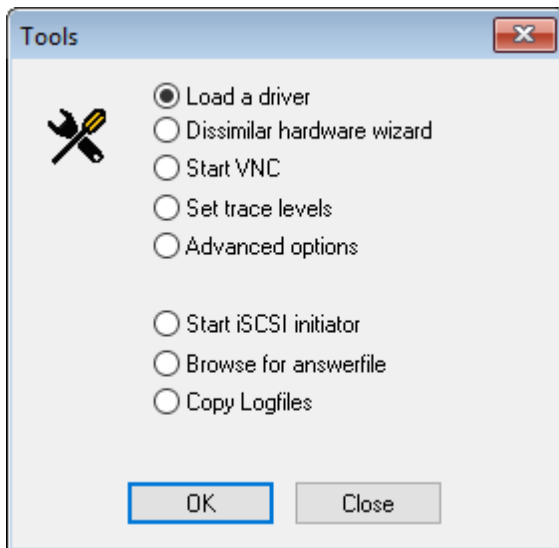 Tools
Load a driver
Dissimilar hardware wizard
Start VNC
Set trace levels
Advanced options
Start iSCSI initiator
Browse for answerfile
Copy Logfiles
OK Close